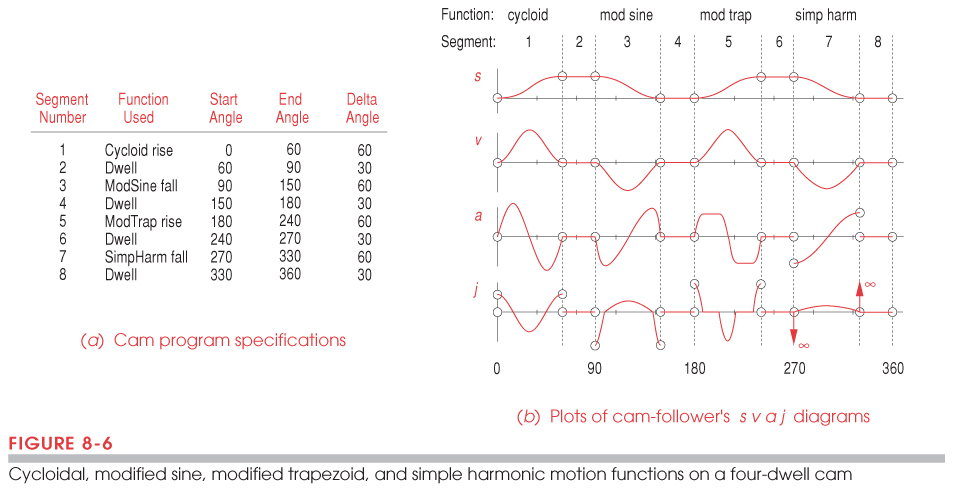 Function: cycloid mod sine mod trap simp harm
Segment: 1 2 3 4 5 6 7 8
Segment Number Function Used Start Angle End Angle Delta Angle
1 Cycloid rise 0 60 60
2 Dwell 60 90 30
3 ModSine fall 90 150 60
4 Dwell 150 180 30
5 ModTrap rise 180 240 60
6 Dwell 240 270 30
7 SimpHarm fall 270 330 60
8 Dwell 330 360 30
(a) Cam program specifications
s
v
a
j
∞
∞
0 90 180 270 360
(b) Plots of cam-follower's s v a j diagrams
FIGURE 8-6
Cycloidal, modified sine, modified trapezoid, and simple harmonic motion functions on a four-dwell cam